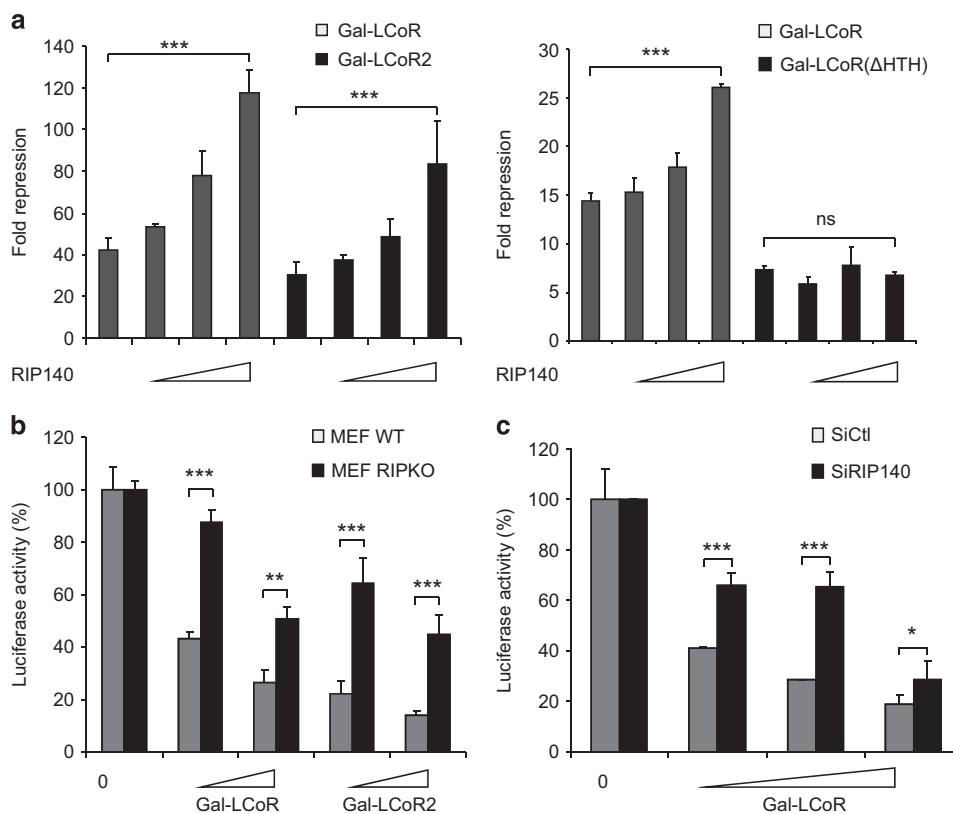 a
Gal-LCoR
Gal-LCoR2
Fold repression
140
120
100
80
60
40
20
0
***
***
RIP140
Gal-LCoR
Gal-LCoR(ΔHTH)
Fold repression
30
25
20
15
10
5
0
***
ns
RIP140
b
MEF WT
MEF RIPKO
Luciferase activity (%)
120
100
80
60
40
20
0
***
**
***
***
0
Gal-LCoR
Gal-LCoR2
c
SiCtl
SiRIP140
Luciferase activity (%)
120
100
80
60
40
20
0
***
***
*
0
Gal-LCoR